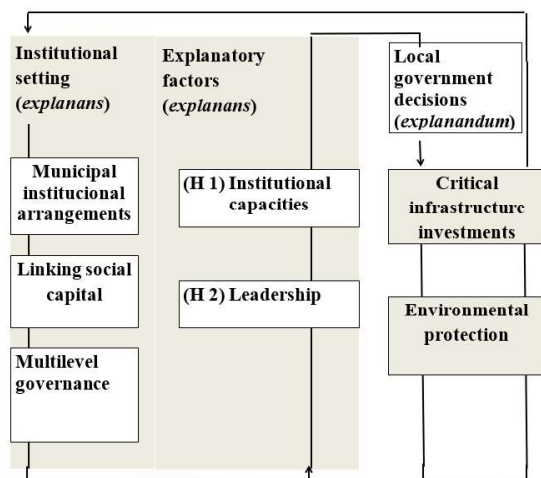 Institutional
setting
(explanans)
Municipal
institucional
arrangements
Linking social
capital
Multilevel
governance
Explanatory
factors
(explanans)
(H 1) Institutional
capacities
(H 2) Leadership
Local
government
decisions
(explanandum)
Critical
infrastructure
investments
Environmental
protection